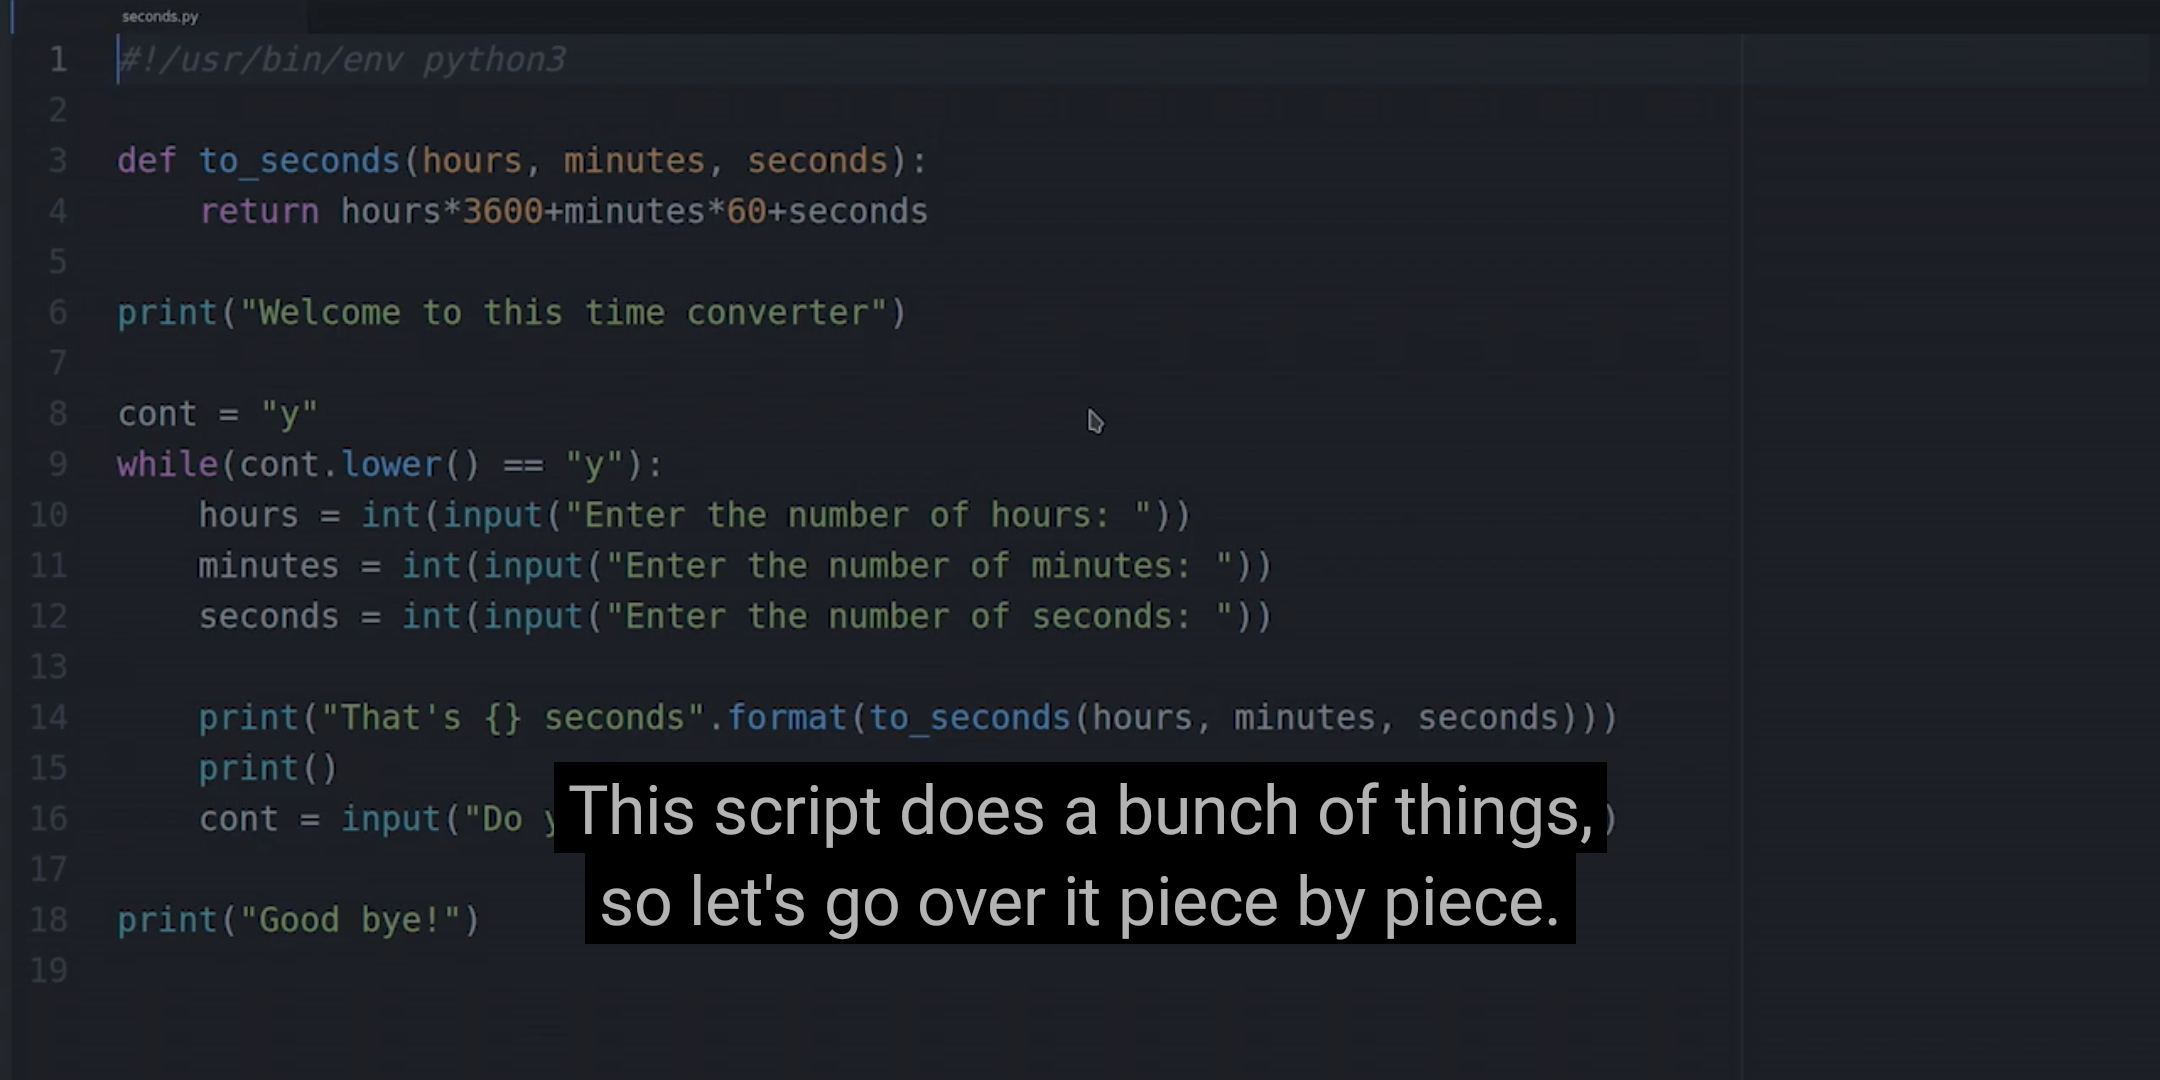 seconds.py
1 #!/usr/bin/env python3
2
3 def to_seconds(hours, minutes, seconds):
4     return hours*3600+minutes*60+seconds
5
6 print("Welcome to this time converter")
7
8 cont = "y"
9 while(cont.lower() == "y"):
10     hours = int(input("Enter the number of hours: "))
11     minutes = int(input("Enter the number of minutes: "))
12     seconds = int(input("Enter the number of seconds: "))
13
14     print("That's {} seconds".format(to_seconds(hours, minutes, seconds)))
15     print()
16     cont = input("Do )
17
18 print("Good bye!")
19
This script does a bunch of things,
so let's go over it piece by piece.